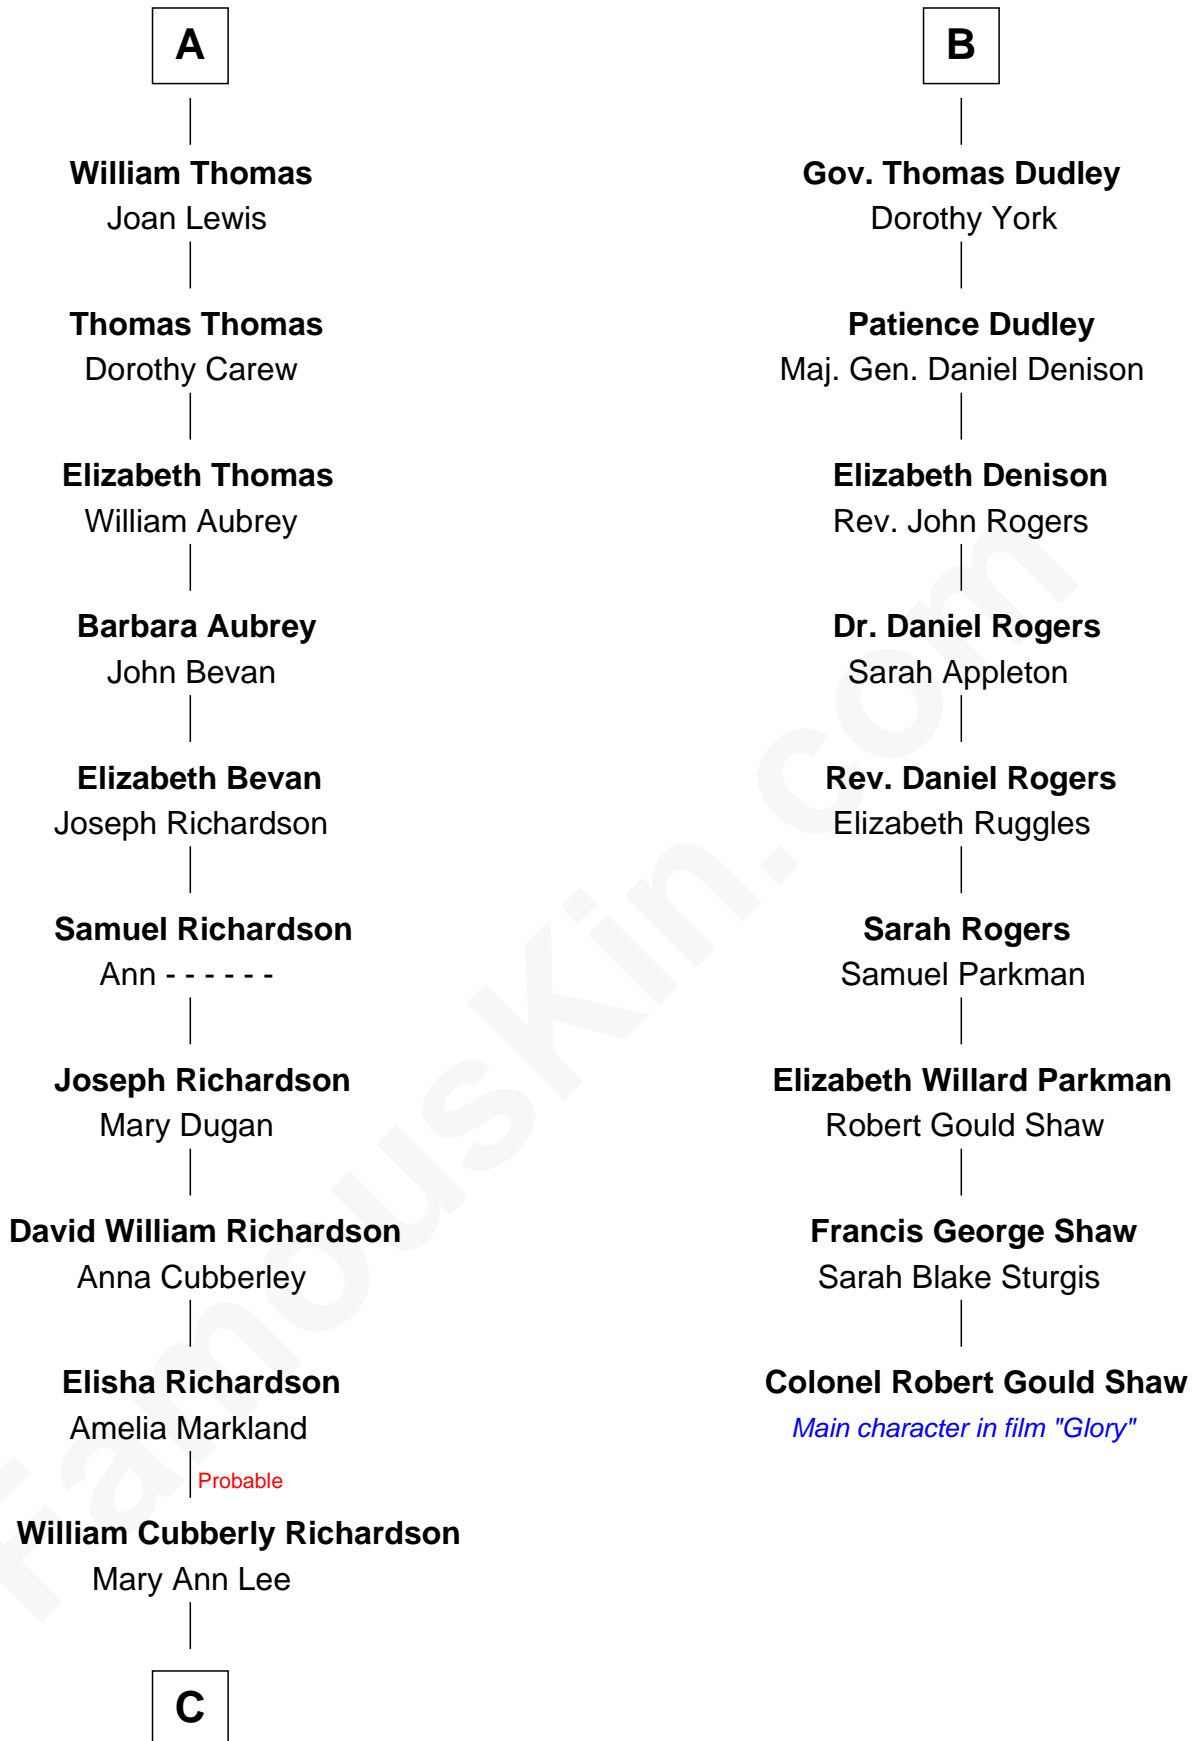 A
William Thomas
Joan Lewis
Thomas Thomas
Dorothy Carew
Elizabeth Thomas
William Aubrey
Barbara Aubrey
John Bevan
Elizabeth Bevan
Joseph Richardson
Samuel Richardson
Ann - - - - - -
Joseph Richardson
Mary Dugan
David William Richardson
Anna Cubberley
Elisha Richardson
Amelia Markland
Probable
William Cubberly Richardson
Mary Ann Lee
C
B
Gov. Thomas Dudley
Dorothy York
Patience Dudley
Maj. Gen. Daniel Denison
Elizabeth Denison
Rev. John Rogers
Dr. Daniel Rogers
Sarah Appleton
Rev. Daniel Rogers
Elizabeth Ruggles
Sarah Rogers
Samuel Parkman
Elizabeth Willard Parkman
Robert Gould Shaw
Francis George Shaw
Sarah Blake Sturgis
Colonel Robert Gould Shaw
Main character in film "Glory"
FamousKin.com